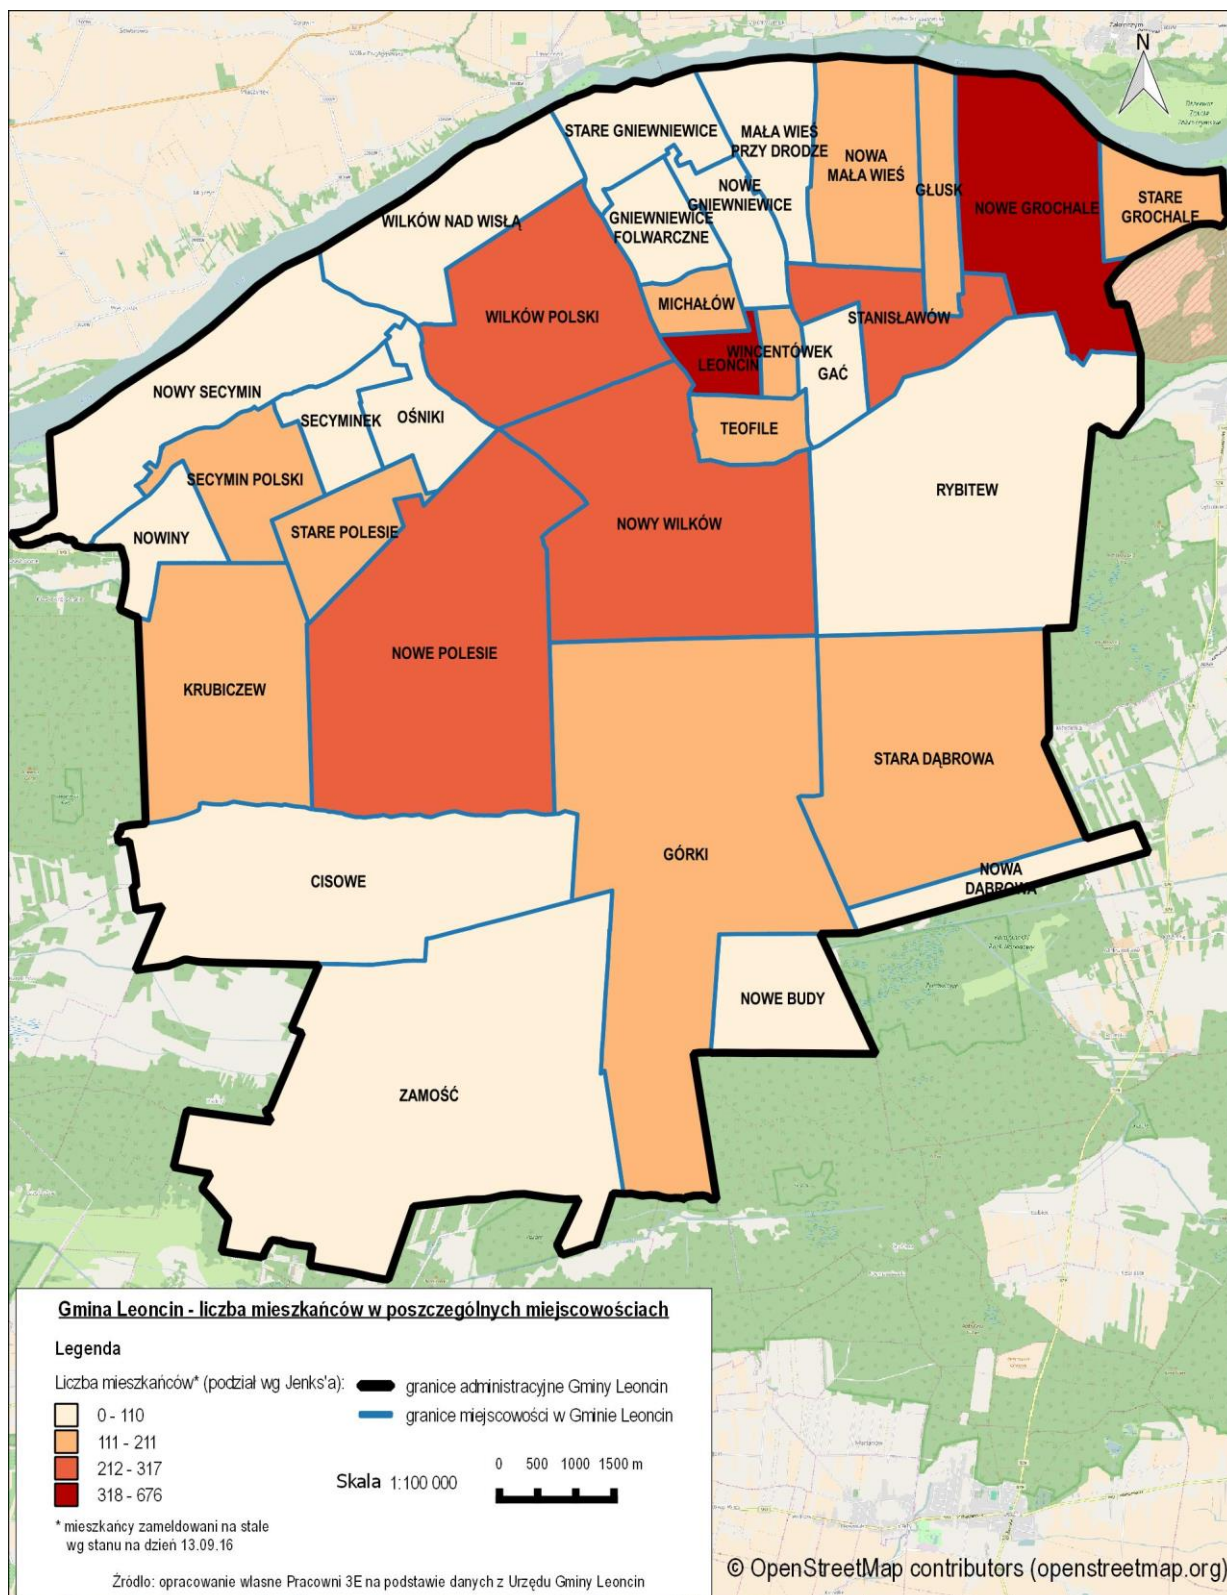 N
STARE GNIEWNIEWICE
MAŁA WIEŚ
PRZY DRODZE
NOWA
MAŁA WIEŚ
GŁUSK
NOWE GROCHALE
STARE
GROCHALE
NOWE
GNIEWNIEWICE
WILKÓW NAD WISŁĄ
GNIEWNIEWICE
FOLWARCZNE
MICHAŁÓW
WILKÓW POLSKI
STANISŁAWÓW
WINCENTÓWEK
LEONCIN
GAĆ
NOWY SECYMIN
SECYMINEK
OŚNIKI
TEOFILE
SECYMIN POLSKI
RYBITEW
NOWINY
STARE POLESIE
NOWY WILKÓW
NOWE POLESIE
KRUBICZEW
STARA DĄBROWA
GÓRKI
CISOWE
NOWA
DĄBROWA
NOWE BUDY
ZAMOŚĆ
Gmina Leoncin - liczba mieszkańców w poszczególnych miejscowościach
Legenda
Liczba mieszkańców* (podział wg Jenks'a):
0 - 110
111 - 211
212 - 317
318 - 676
granice administracyjne Gminy Leoncin
granice miejscowości w Gminie Leoncin
Skala 1:100 000
0 500 1000 1500 m
* mieszkańcy zameldowani na stałe
wg stanu na dzień 13.09.16
Źródło: opracowanie własne Pracowni 3E na podstawie danych z Urzędu Gminy Leoncin
© OpenStreetMap contributors (openstreetmap.org)